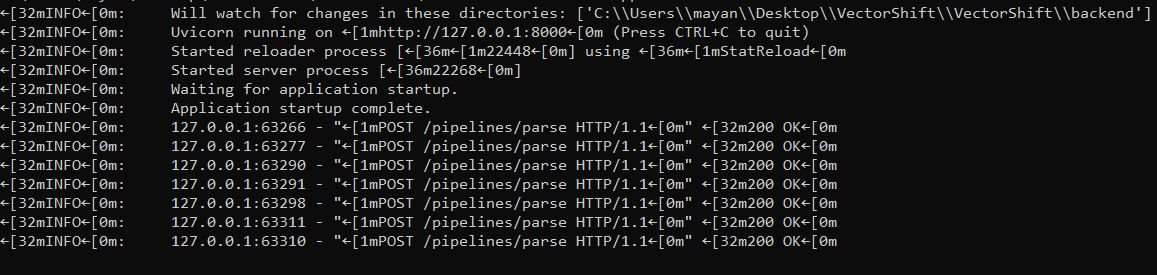 ←[32mINFO←[0m:     Will watch for changes in these directories: ['C:\\Users\\mayan\\Desktop\\VectorShift\\VectorShift\\backend']
←[32mINFO←[0m:     Uvicorn running on ←[1mhttp://127.0.0.1:8000←[0m (Press CTRL+C to quit)
←[32mINFO←[0m:     Started reloader process [←[36m←[1m22448←[0m] using ←[36m←[1mStatReload←[0m
←[32mINFO←[0m:     Started server process [←[36m22268←[0m]
←[32mINFO←[0m:     Waiting for application startup.
←[32mINFO←[0m:     Application startup complete.
←[32mINFO←[0m:     127.0.0.1:63266 - "←[1mPOST /pipelines/parse HTTP/1.1←[0m" ←[32m200 OK←[0m
←[32mINFO←[0m:     127.0.0.1:63277 - "←[1mPOST /pipelines/parse HTTP/1.1←[0m" ←[32m200 OK←[0m
←[32mINFO←[0m:     127.0.0.1:63290 - "←[1mPOST /pipelines/parse HTTP/1.1←[0m" ←[32m200 OK←[0m
←[32mINFO←[0m:     127.0.0.1:63291 - "←[1mPOST /pipelines/parse HTTP/1.1←[0m" ←[32m200 OK←[0m
←[32mINFO←[0m:     127.0.0.1:63298 - "←[1mPOST /pipelines/parse HTTP/1.1←[0m" ←[32m200 OK←[0m
←[32mINFO←[0m:     127.0.0.1:63311 - "←[1mPOST /pipelines/parse HTTP/1.1←[0m" ←[32m200 OK←[0m
←[32mINFO←[0m:     127.0.0.1:63310 - "←[1mPOST /pipelines/parse HTTP/1.1←[0m" ←[32m200 OK←[0m